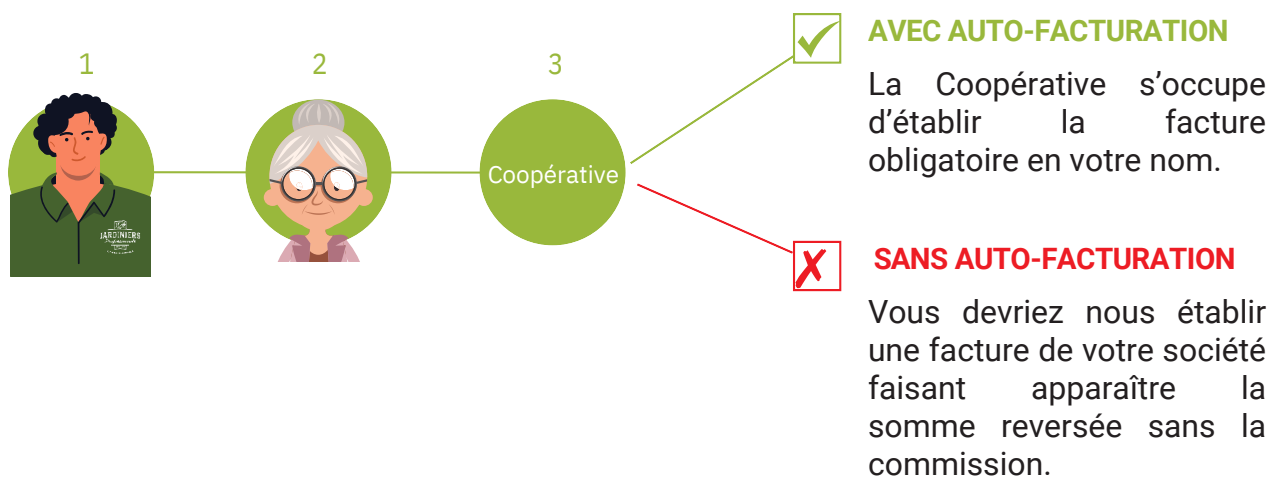 1
2
3
Coopérative
AVEC AUTO-FACTURATION
La Coopérative s’occupe
d’établir la facture
obligatoire en votre nom.
SANS AUTO-FACTURATION
Vous devriez nous établir
une facture de votre société
faisant apparaître la
somme reversée sans la
commission.
JARDINIERS